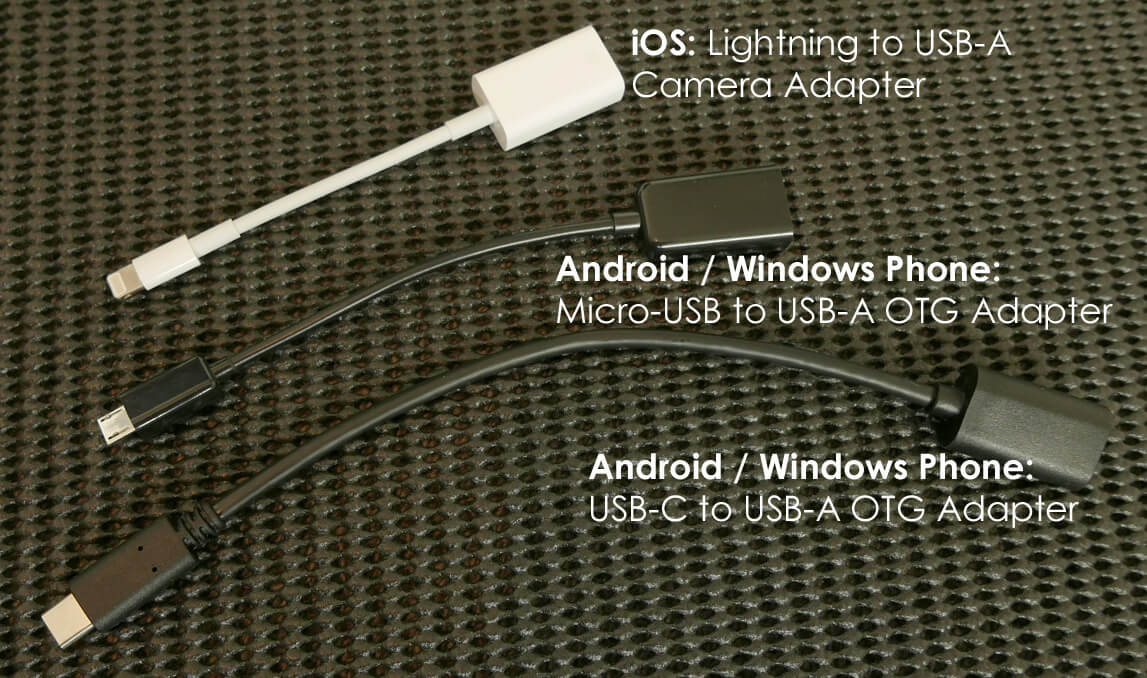 iOS: Lightning to USB-A
Camera Adapter
Android / Windows Phone:
Micro-USB to USB-A OTG Adapter
Android / Windows Phone:
USB-C to USB-A OTG Adapter